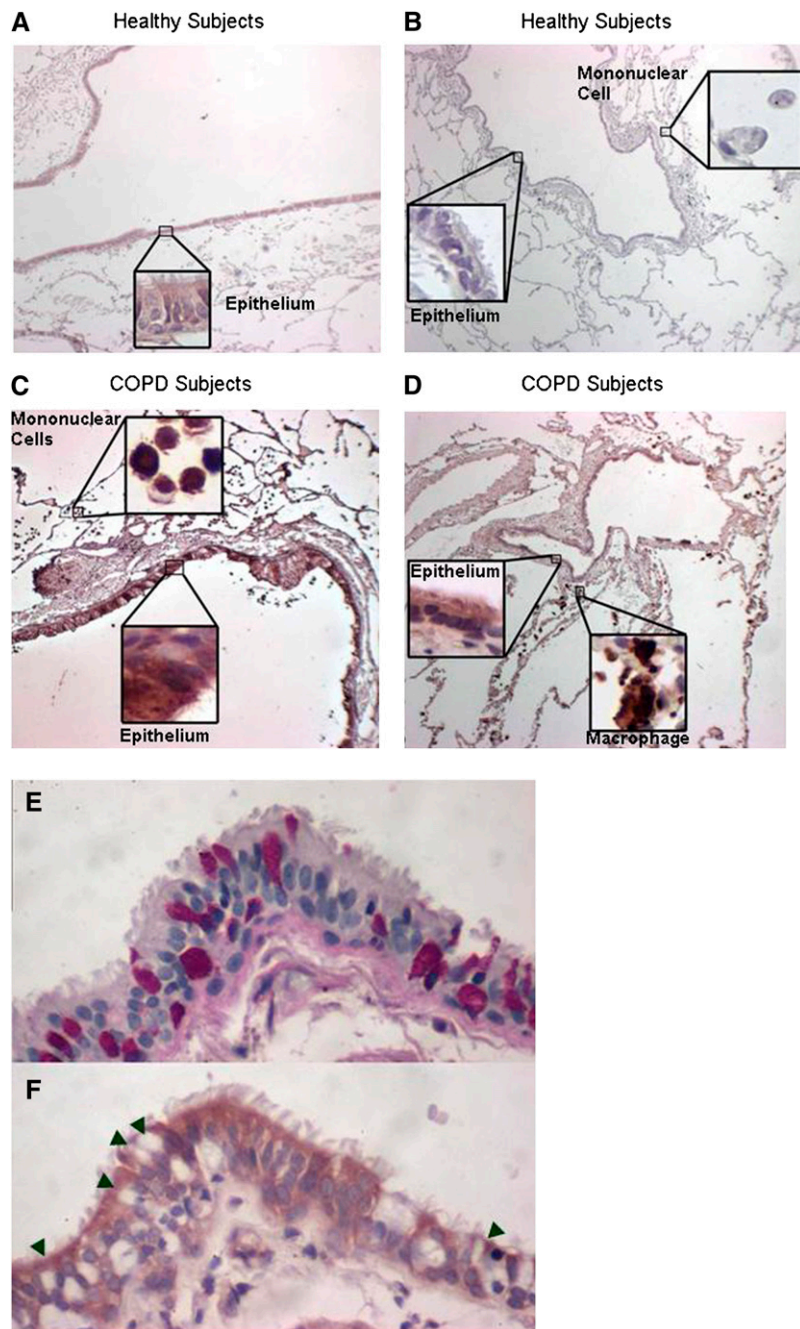 A
Healthy Subjects
B
Healthy Subjects
Epithelium
Mononuclear
Cell
Epithelium
C
COPD Subjects
D
COPD Subjects
Mononuclear
Cells
Epithelium
Epithelium
Macrophage
E
F